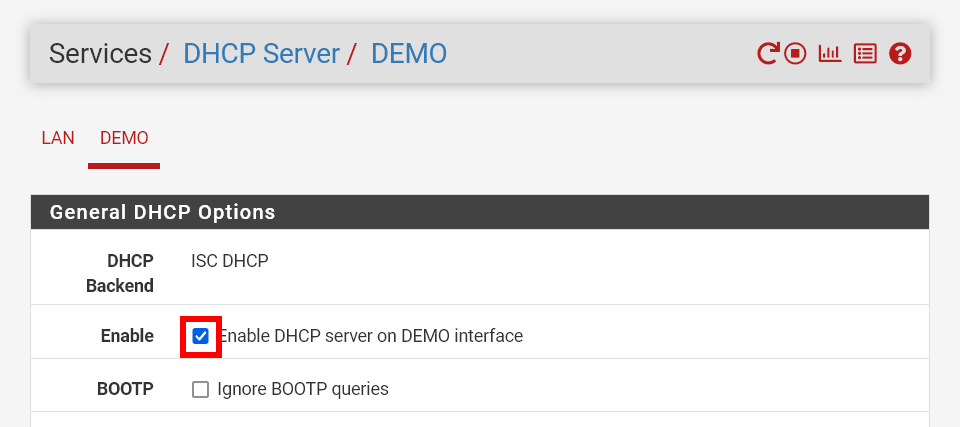 Services / DHCP Server / DEMO
LAN DEMO
General DHCP Options
DHCP Backend ISC DHCP
Enable Enable DHCP server on DEMO interface
BOOTP Ignore BOOTP queries